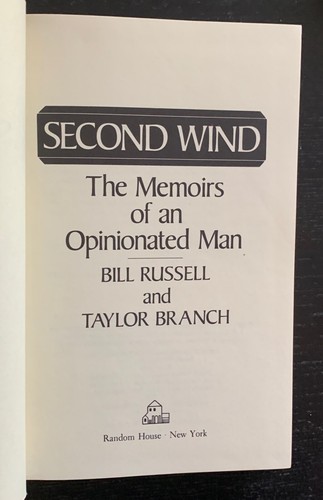 SECOND WIND
The Memoirs
of an
Opinionated Man
BILL RUSSELL
and
TAYLOR BRANCH
Random House · New York